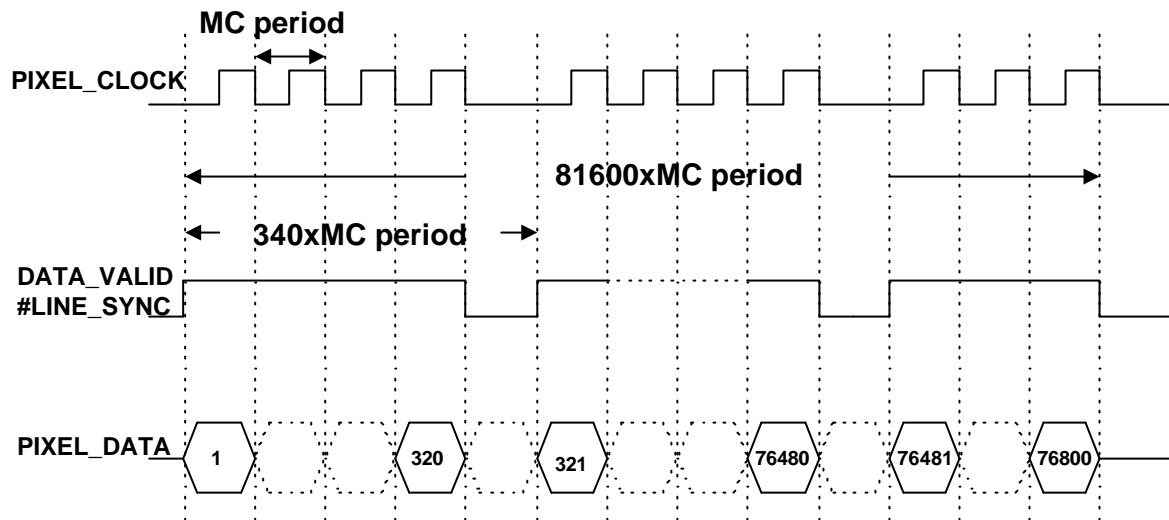 MC period
PIXEL_CLOCK
81600xMC period
340xMC period
DATA_VALID
#LINE_SYNC
PIXEL_DATA
1
320
321
76480
76481
76800